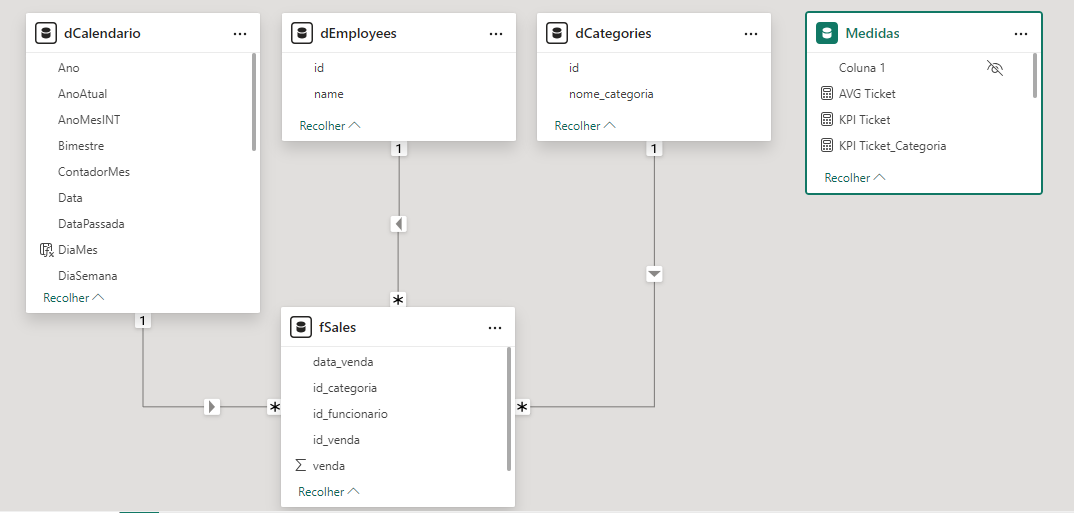 dCalendario
Ano
AnoAtual
AnoMesINT
Bimestre
ContadorMes
Data
DataPassada
DiaMes
DiaSemana
Recolher
dEmployees
id
name
Recolher
dCategories
id
nome_categoria
Recolher
Medidas
Coluna 1
AVG Ticket
KPI Ticket
KPI Ticket_Categoria
Recolher
1
1
1
*
*
*
fSales
data_venda
id_categoria
id_funcionario
id_venda
Σ venda
Recolher